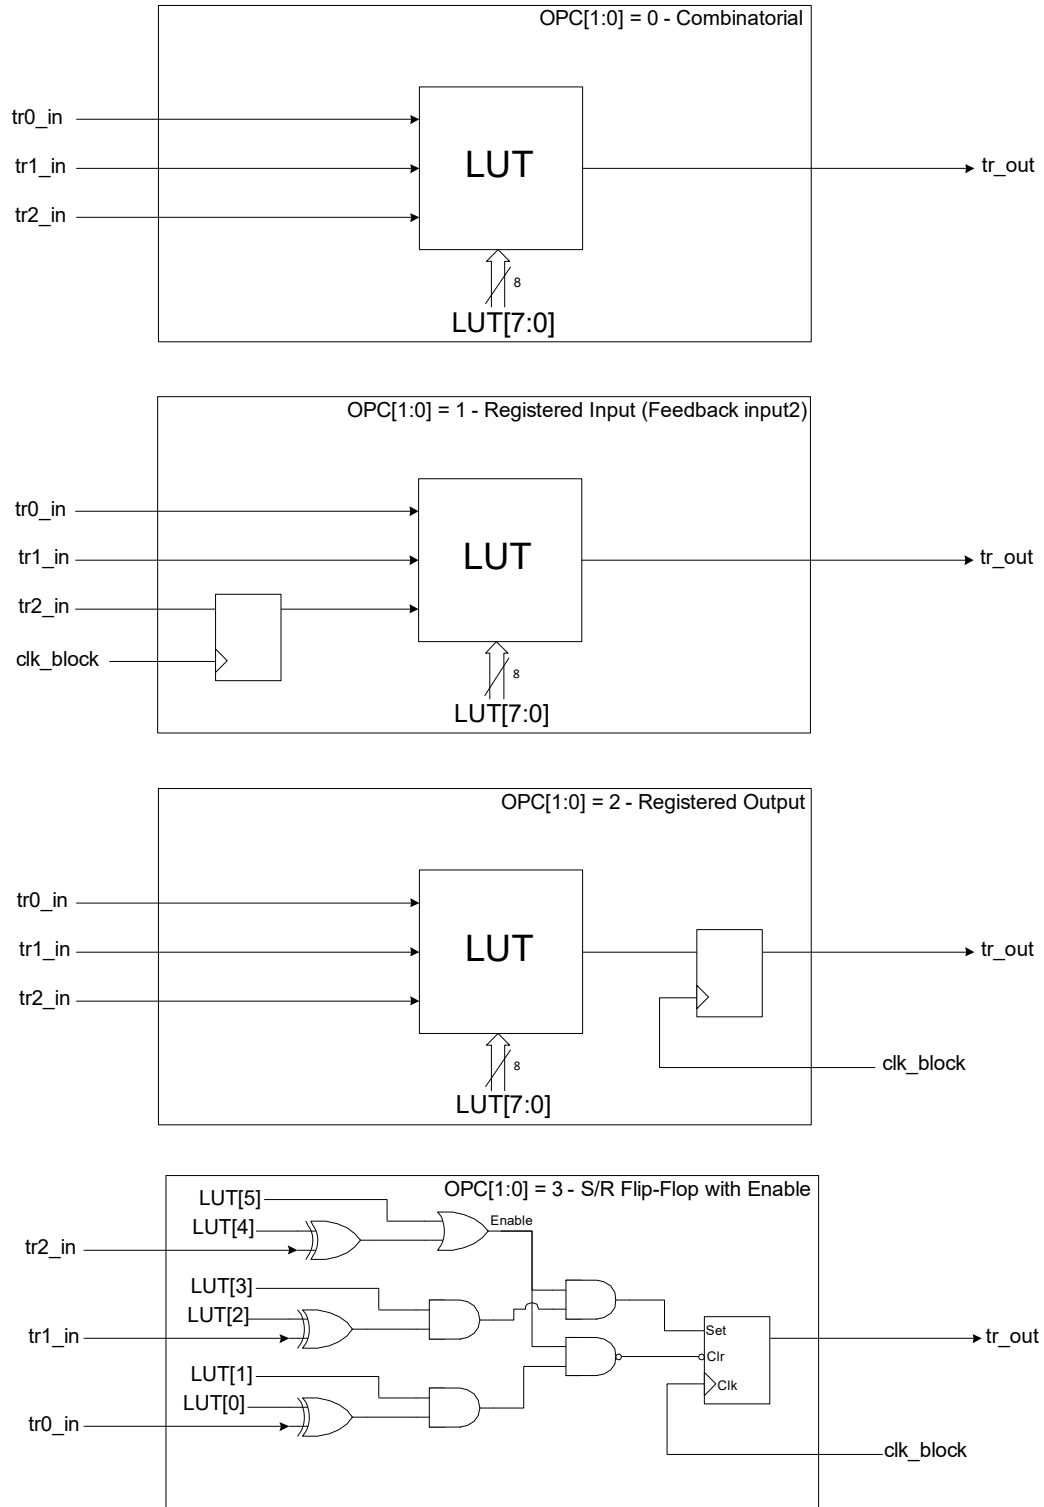 OPC[1:0] = 0 - Combinatorial
tr0_in
tr1_in
LUT
tr_out
tr2_in
8
LUT[7:0]
OPC[1:0] = 1 - Registered Input (Feedback input2)
tr0_in
tr1_in
LUT
tr_out
tr2_in
clk_block
8
LUT[7:0]
OPC[1:0] = 2 - Registered Output
tr0_in
tr1_in
LUT
tr_out
tr2_in
8
clk_block
LUT[7:0]
OPC[1:0] = 3 - S/R Flip-Flop with Enable
LUT[5]
Enable
LUT[4]
tr2_in
LUT[3]
LUT[2]
tr1_in
Set
tr_out
Clr
LUT[1]
Clk
LUT[0]
tr0_in
clk_block